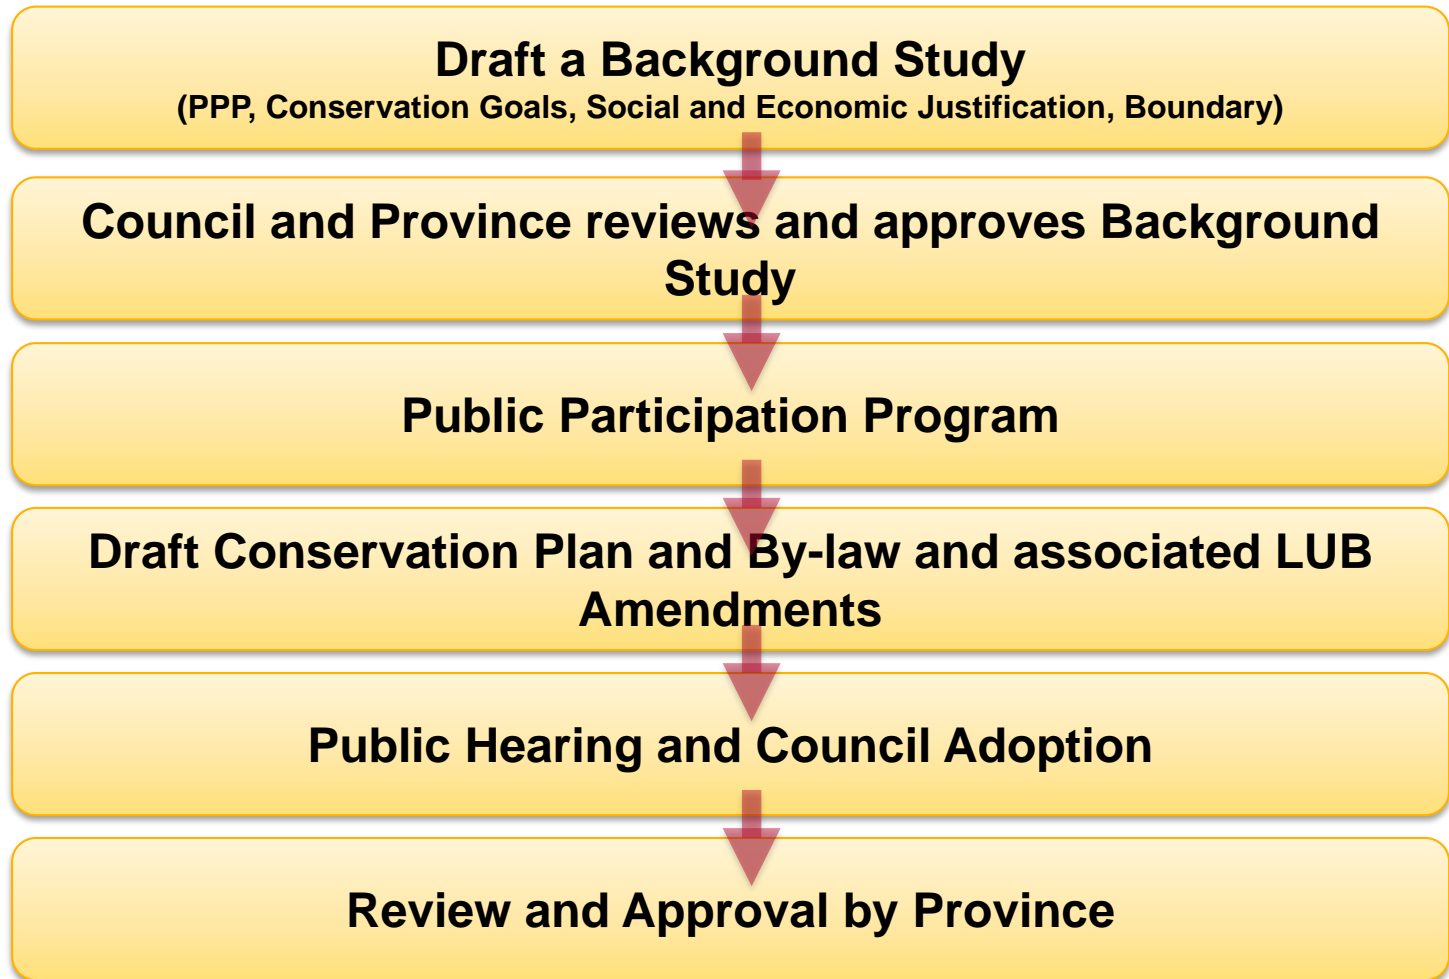 Draft a Background Study
(PPP, Conservation Goals, Social and Economic Justification, Boundary)
Council and Province reviews and approves Background
Study
Public Participation Program
Draft Conservation Plan and By-law and associated LUB
Amendments
Public Hearing and Council Adoption
Review and Approval by Province